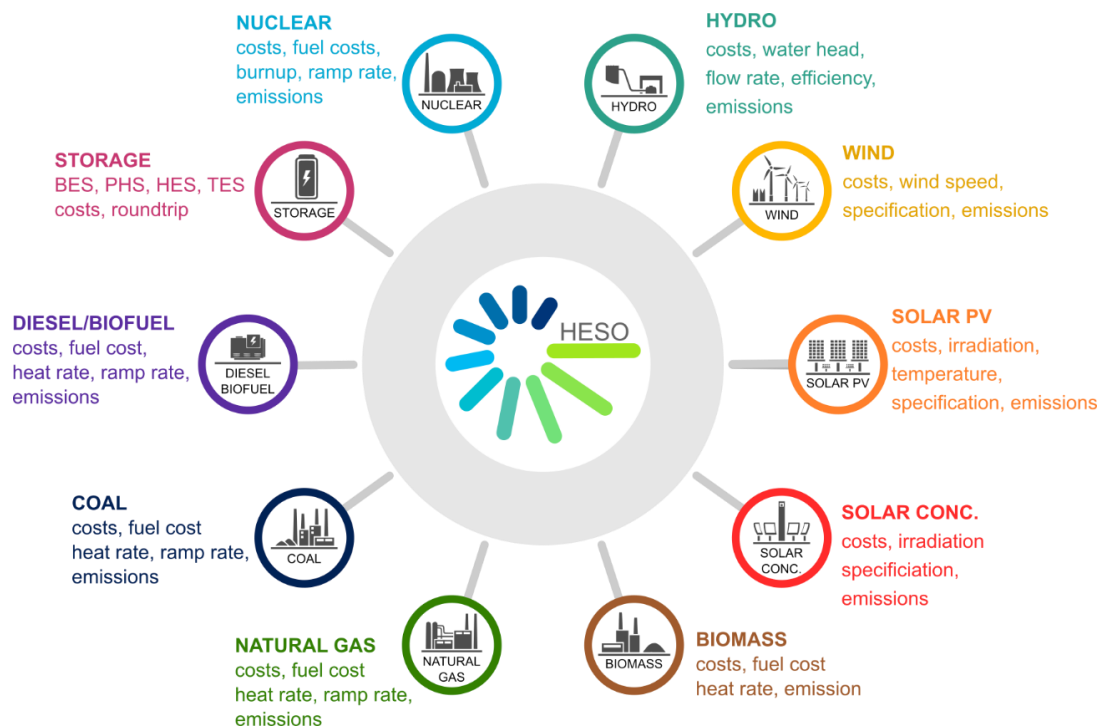 NUCLEAR
costs, fuel costs,
burnup, ramp rate,
emissions
NUCLEAR
HYDRO
costs, water head,
flow rate, efficiency,
emissions
HYDRO
STORAGE
BES, PHS, HES, TES
costs, roundtrip
STORAGE
WIND
costs, wind speed,
specification, emissions
WIND
DIESEL/BIOFUEL
costs, fuel cost,
heat rate, ramp rate,
emissions
DIESEL
BIOFUEL
HESO
SOLAR PV
costs, irradiation,
temperature,
specification, emissions
SOLAR PV
COAL
costs, fuel cost
heat rate, ramp rate,
emissions
COAL
SOLAR CONC.
costs, irradiation
specificiation,
emissions
SOLAR
CONC.
NATURAL GAS
costs, fuel cost
heat rate, ramp rate,
emissions
NATURAL
GAS
BIOMASS
costs, fuel cost
heat rate, emission
BIOMASS